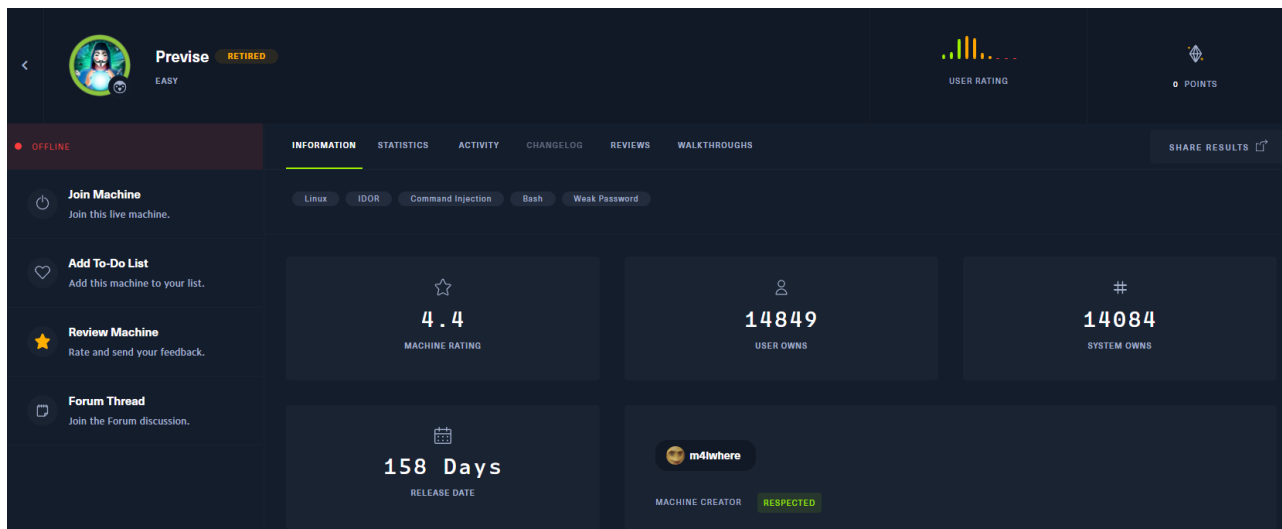 Previse RETIRED
EASY
USER RATING
0 POINTS
OFFLINE
INFORMATION STATISTICS ACTIVITY CHANGELOG REVIEWS WALKTHROUGHS SHARE RESULTS
Join Machine
Join this live machine.
Linux IDOR Command Injection Bash Weak Password
Add To-Do List
Add this machine to your list.
Review Machine
Rate and send your feedback.
Forum Thread
Join the Forum discussion.
4.4
MACHINE RATING
14849
USER OWNS
14084
SYSTEM OWNS
158 Days
RELEASE DATE
m4lwhere
MACHINE CREATOR RESPECTED